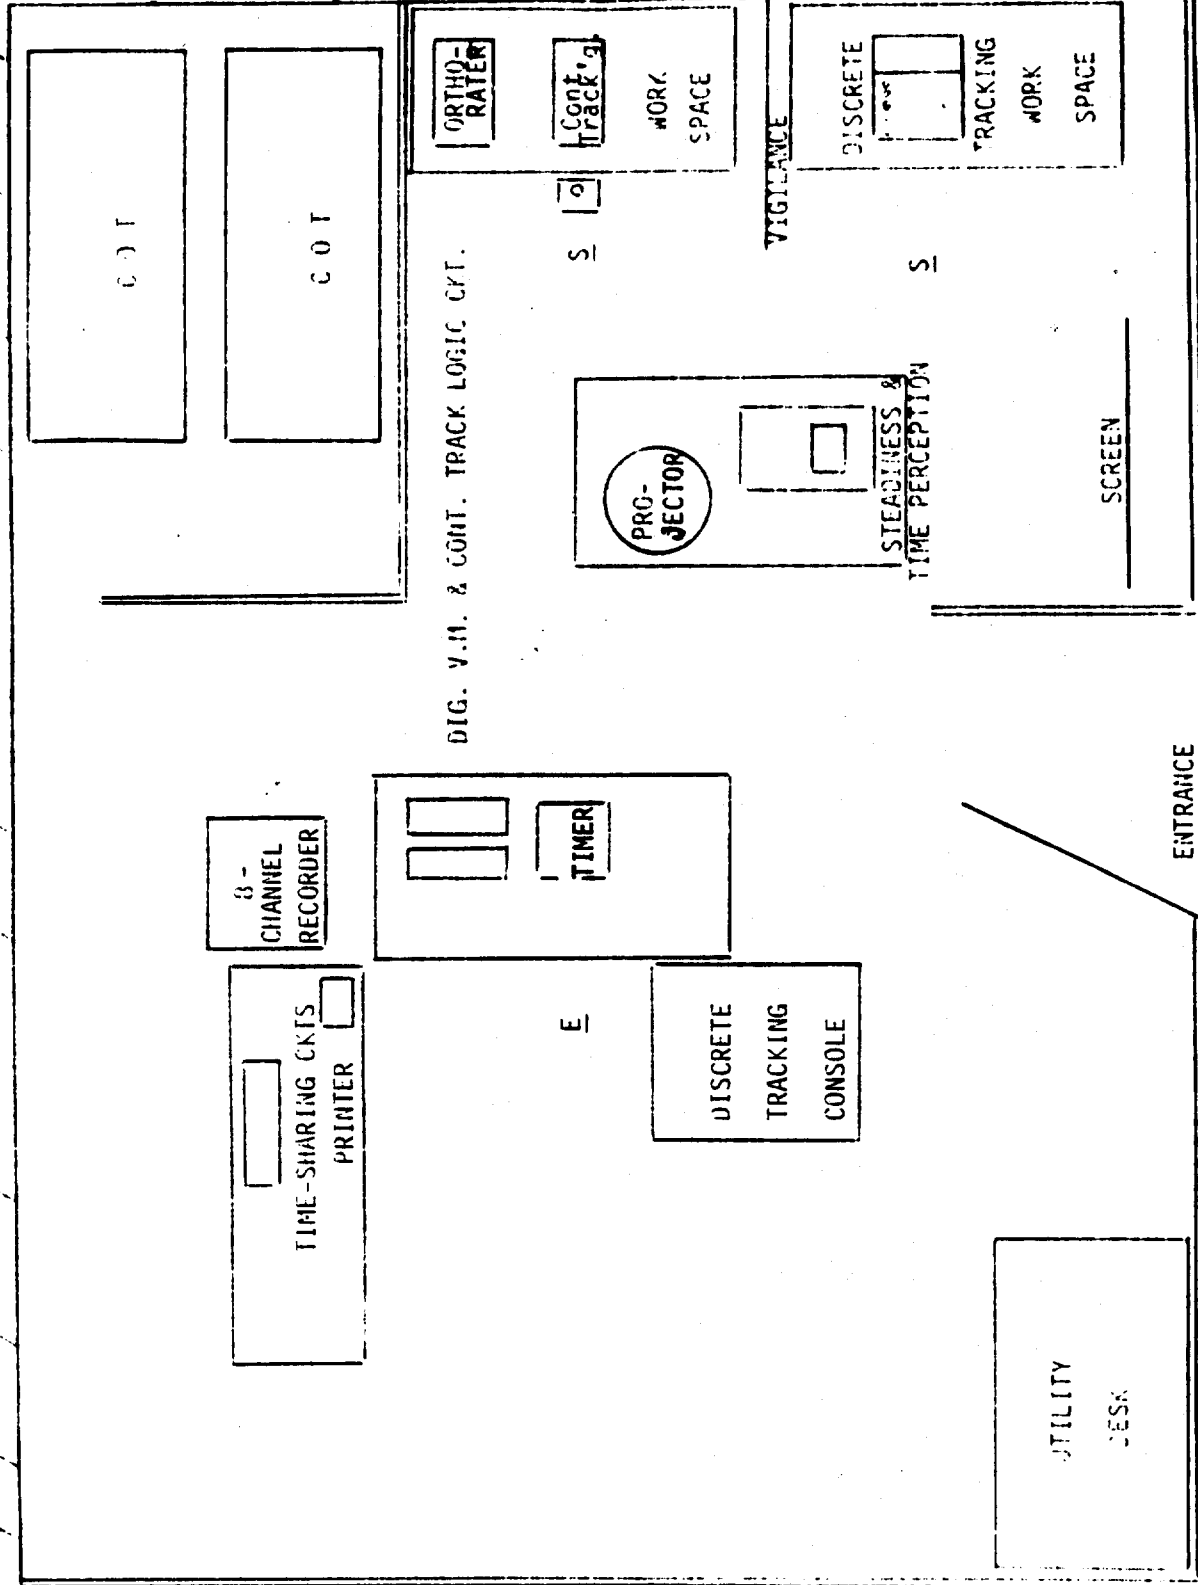 COT
COT
ORTHO-
RATER
Cont
Track'g.
WORK
SPACE
VIGILANCE
DISCRETE
TRACKING
WORK
SPACE
S
S
DIG. V.M. & CONT. TRACK LOGIC CKT.
PRO-
JECTOR
STEADINESS &
TIME PERCEPTION
SCREEN
8-
CHANNEL
RECORDER
TIMER
TIME-SHARING CKTS
PRINTER
E
DISCRETE
TRACKING
CONSOLE
ENTRANCE
UTILITY
DESK